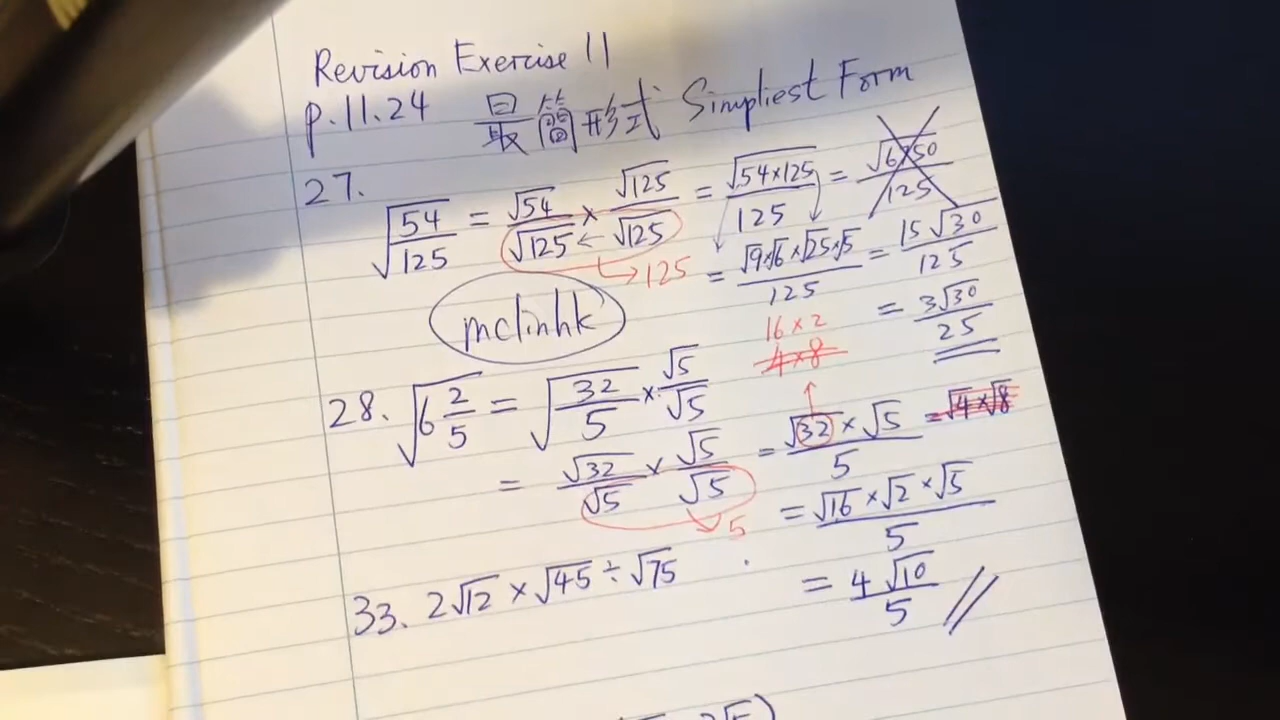 Revision Exercise 11
p.11.24 最簡形式 Simpliest Form
27.
√(54/125) = √54/√125 × √125/√125 = √(54×125)/125 = √6750/125
→ 125 = √9×√6×√25×√5/125 = 15√30/125
= 3√30/25
mclinhk
16×2
4×8
28. √(6 2/5) = √(32/5) × √5/√5
= √32/√5 × √5/√5 = √32×√5/5 = √4×√8
→ 5 = √16×√2×√5/5
= 4√10/5 //
33. 2√12 × √45 ÷ √75